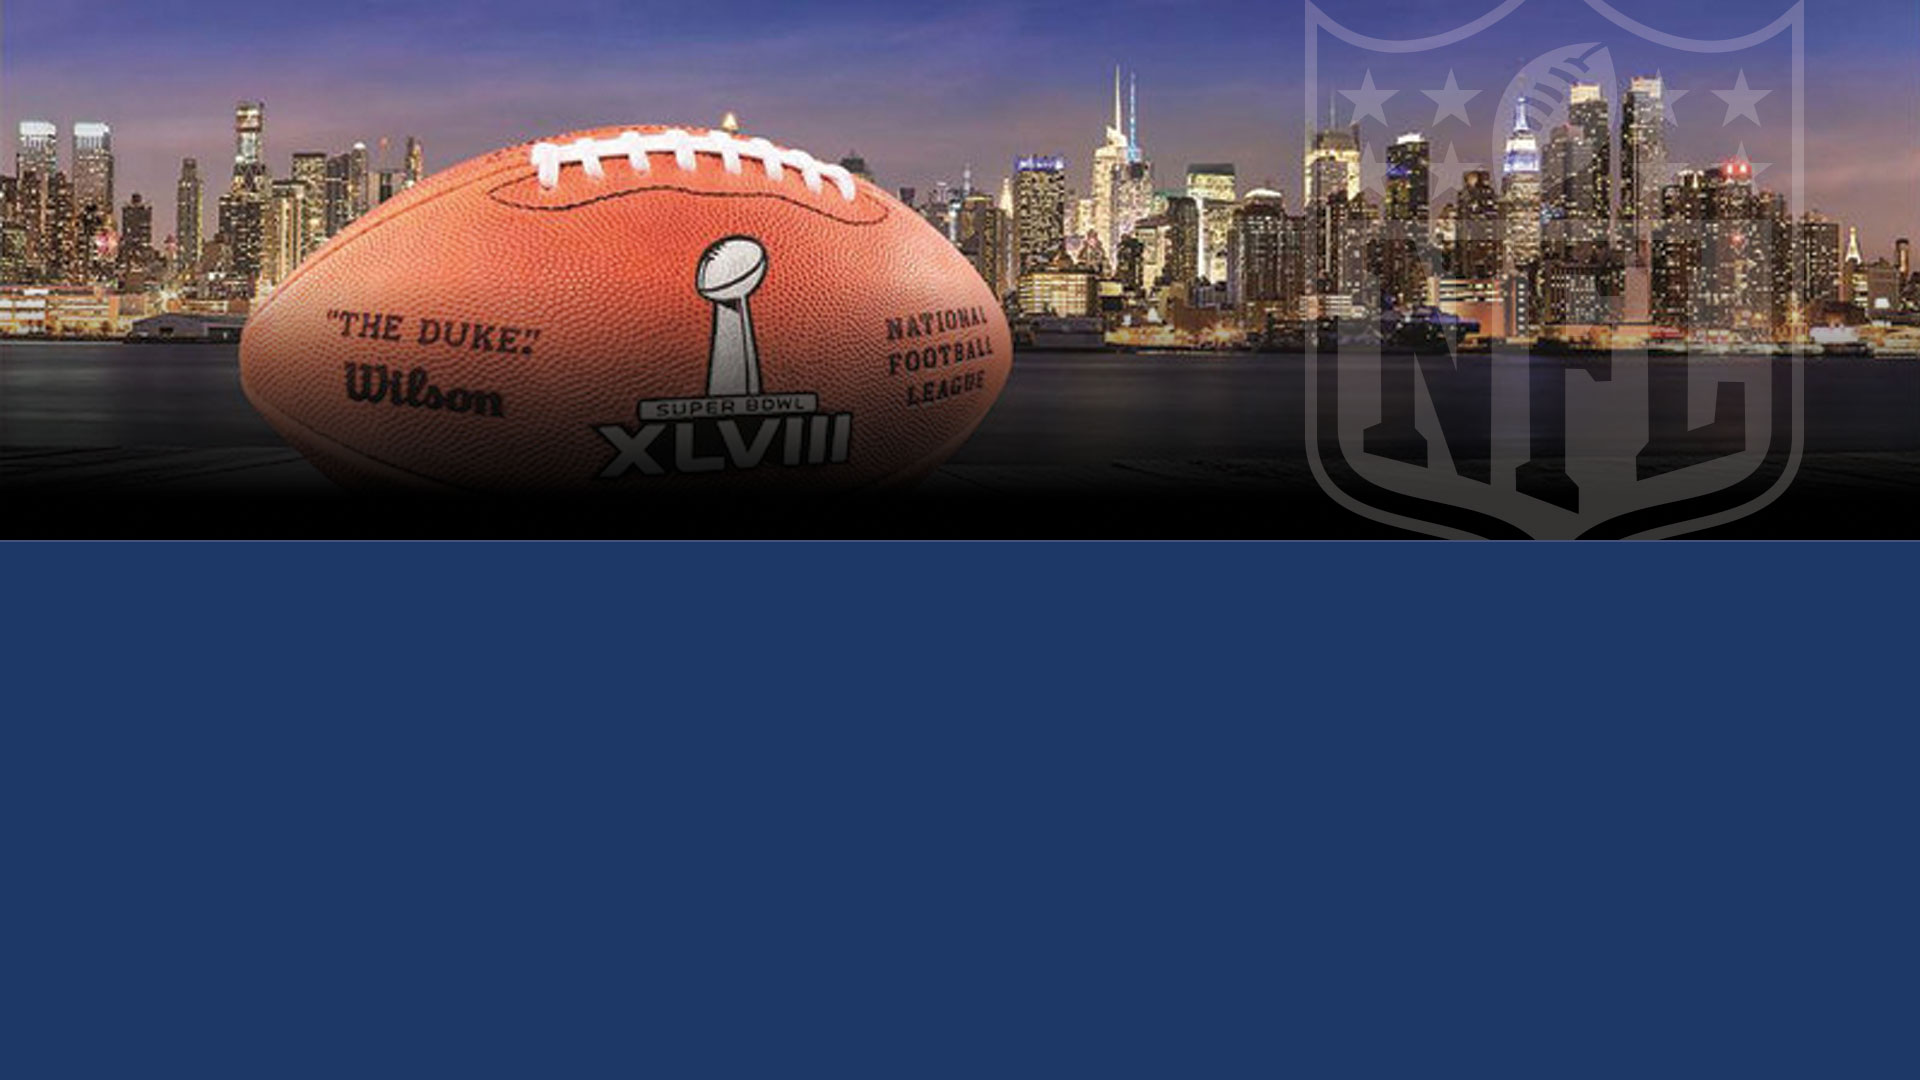 "THE DUKE."
Wilson
SUPER BOWL
XLVIII
NATIONAL
FOOTBALL
LEAGUE
NFL